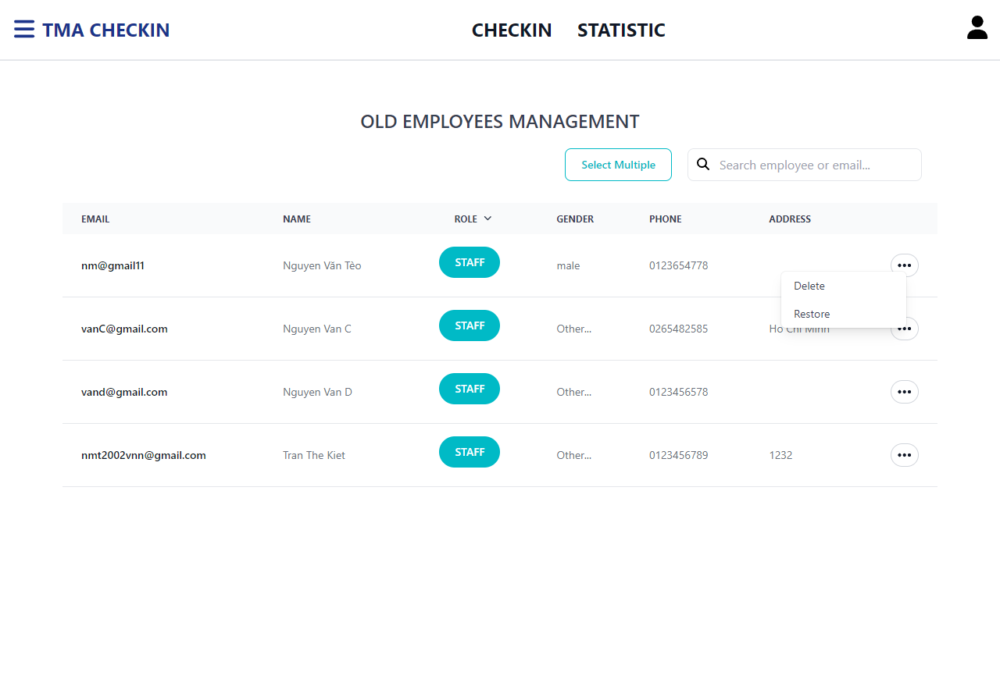 TMA CHECKIN CHECKIN STATISTIC
OLD EMPLOYEES MANAGEMENT
Select Multiple Search employee or email...
EMAIL NAME ROLE GENDER PHONE ADDRESS
nm@gmail11 Nguyen Văn Tèo STAFF male 0123654778
Delete
Restore
vanC@gmail.com Nguyen Van C STAFF Other... 0265482585 Ho Chi Minh
vand@gmail.com Nguyen Van D STAFF Other... 0123456578
nmt2002vnn@gmail.com Tran The Kiet STAFF Other... 0123456789 1232